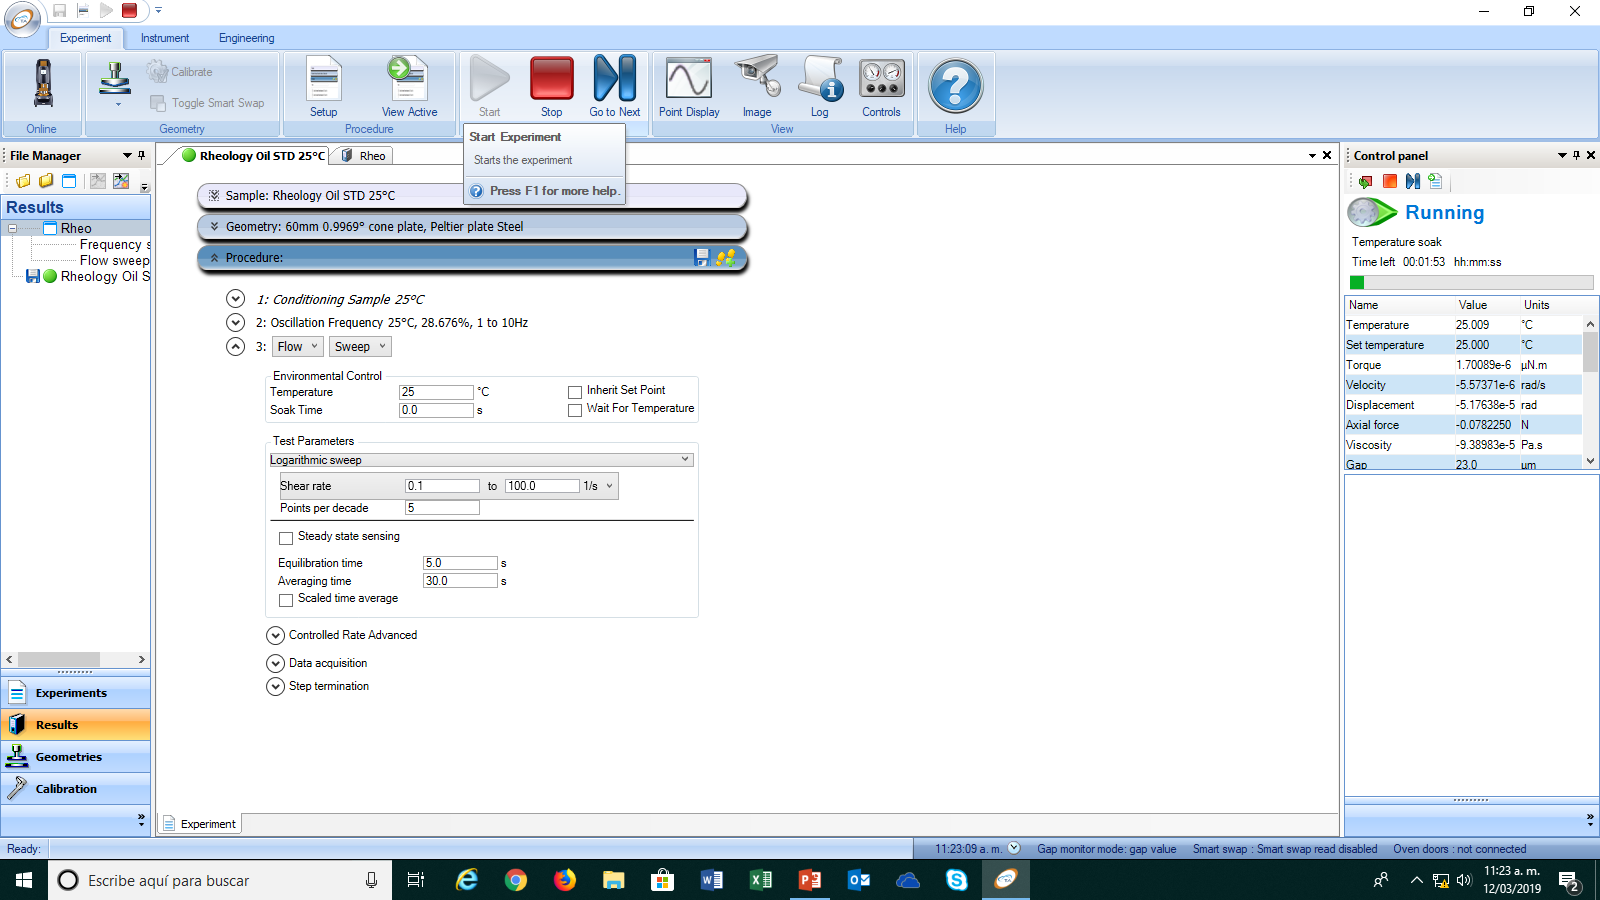 Experiment Instrument Engineering
Calibrate
Toggle Smart Swap
Setup View Active Start Stop Go to Next Point Display Image Log Controls
Online Geometry Procedure View Help
Start Experiment
Starts the experiment
Press F1 for more help.
File Manager
Results
Rheo
Frequency s
Flow sweep
Rheology Oil S
Experiments
Results
Geometries
Calibration
Rheology Oil STD 25°C Rheo
Sample: Rheology Oil STD 25°C
Geometry: 60mm 0.9969° cone plate, Peltier plate Steel
Procedure:
1: Conditioning Sample 25°C
2: Oscillation Frequency 25°C, 28.676%, 1 to 10Hz
3: Flow Sweep
Environmental Control
Temperature 25 °C Inherit Set Point
Soak Time 0.0 s Wait For Temperature
Test Parameters
Logarithmic sweep
Shear rate 0.1 to 100.0 1/s
Points per decade 5
Steady state sensing
Equilibration time 5.0 s
Averaging time 30.0 s
Scaled time average
Controlled Rate Advanced
Data acquisition
Step termination
Experiment
Control panel
Running
Temperature soak
Time left 00:01:53 hh:mm:ss
Name Value Units
Temperature 25.009 °C
Set temperature 25.000 °C
Torque 1.70089e-6 µN.m
Velocity -5.57371e-6 rad/s
Displacement -5.17638e-5 rad
Axial force -0.0782250 N
Viscosity -9.38983e-5 Pa.s
Gap 23.0 µm
Ready: 11:23:09 a. m. Gap monitor mode: gap value Smart swap : Smart swap read disabled Oven doors : not connected
Escribe aquí para buscar
11:23 a. m.
12/03/2019
2